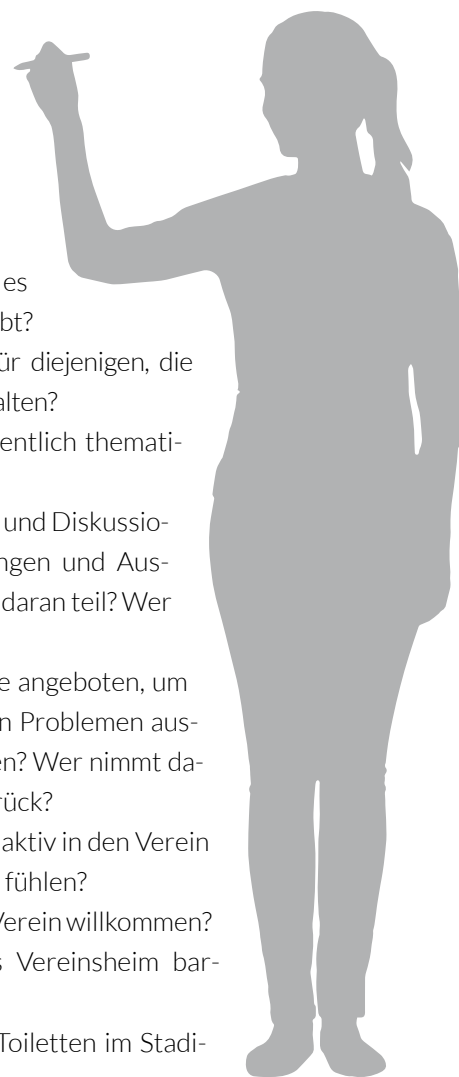 es
bt?
ür diejenigen, die
alten?
entlich themati-
und Diskussio-
ngen und Aus-
daran teil? Wer
e angeboten, um
n Problemen aus-
en? Wer nimmt da-
rück?
aktiv in den Verein
fühlen?
Verein willkommen?
s Vereinsheim bar-
Toiletten im Stadi-